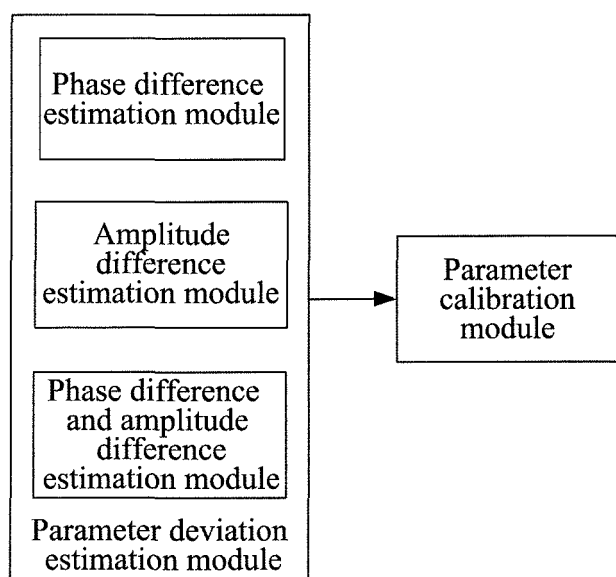 Phase difference
estimation module
Amplitude
difference
estimation module
Phase difference
and amplitude
difference
estimation module
Parameter deviation
estimation module
Parameter
calibration
module